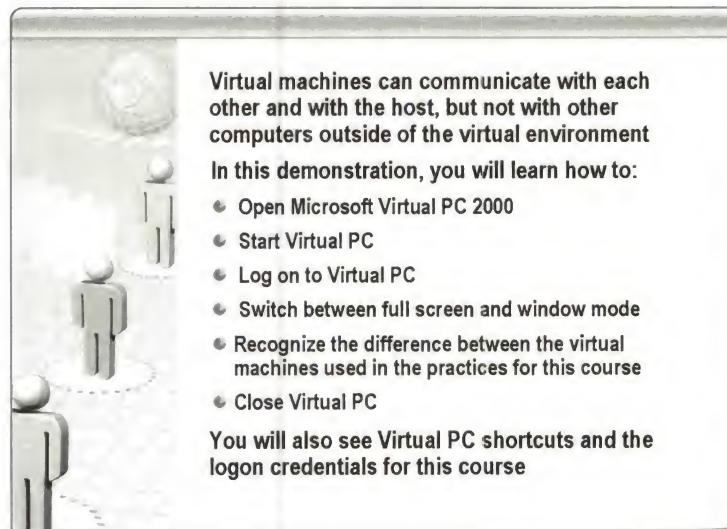 Virtual machines can communicate with each
other and with the host, but not with other
computers outside of the virtual environment
In this demonstration, you will learn how to:
Open Microsoft Virtual PC 2000
Start Virtual PC
Log on to Virtual PC
Switch between full screen and window mode
Recognize the difference between the virtual
machines used in the practices for this course
Close Virtual PC
You will also see Virtual PC shortcuts and the
logon credentials for this course